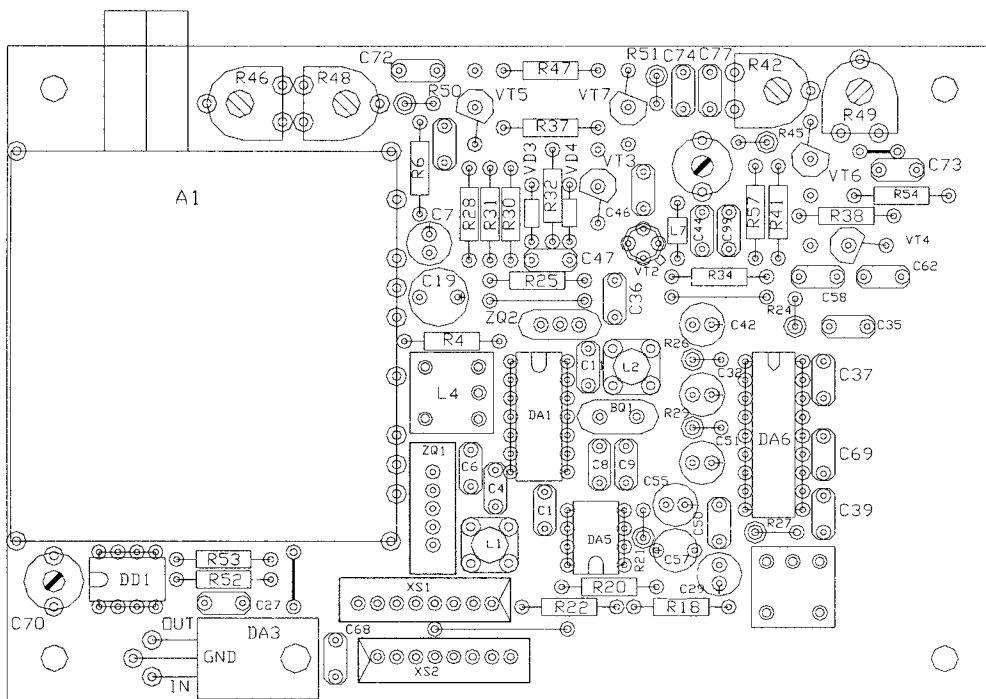 C72
R46
R48
R50
VT5
R47
VT7
R51
C74
C77
R42
R49
R45
VT6
C73
R54
R38
VT4
R37
R6
VD3
VD4
VT3
R32
A1
R28
R31
R30
C7
C46
L7
C44
C99
R57
R41
C47
VT2
C19
R25
C36
R34
C58
C62
ZQ2
C42
R24
C35
R4
R26
C11
L2
L4
C32
C37
DA1
BQ1
R29
DA6
C51
ZQ1
C6
C8
C9
C69
C4
C55
C1
C50
C39
L1
DA5
R21
R27
C57
R53
DD1
R52
C29
XS1
R20
C27
R22
R18
C70
OUT
DA3
C68
GND
IN
XS2